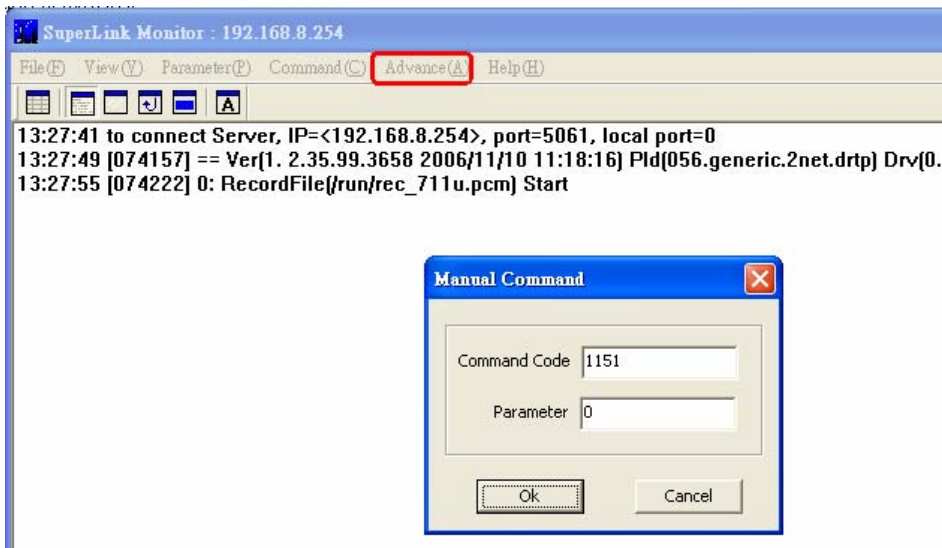 SuperLink Monitor : 192.168.8.254
File(F) View(V) Parameter(P) Command(C) Advance(A) Help(H)
A
13:27:41 to connect Server, IP=<192.168.8.254>, port=5061, local port=0
13:27:49 [074157] == Ver(1. 2.35.99.3658 2006/11/10 11:18:16) Pld(056.generic.2net.drtp) Drv(0.
13:27:55 [074222] 0: RecordFile(/run/rec_711u.pcm) Start
Manual Command
Command Code 1151
Parameter 0
Ok Cancel